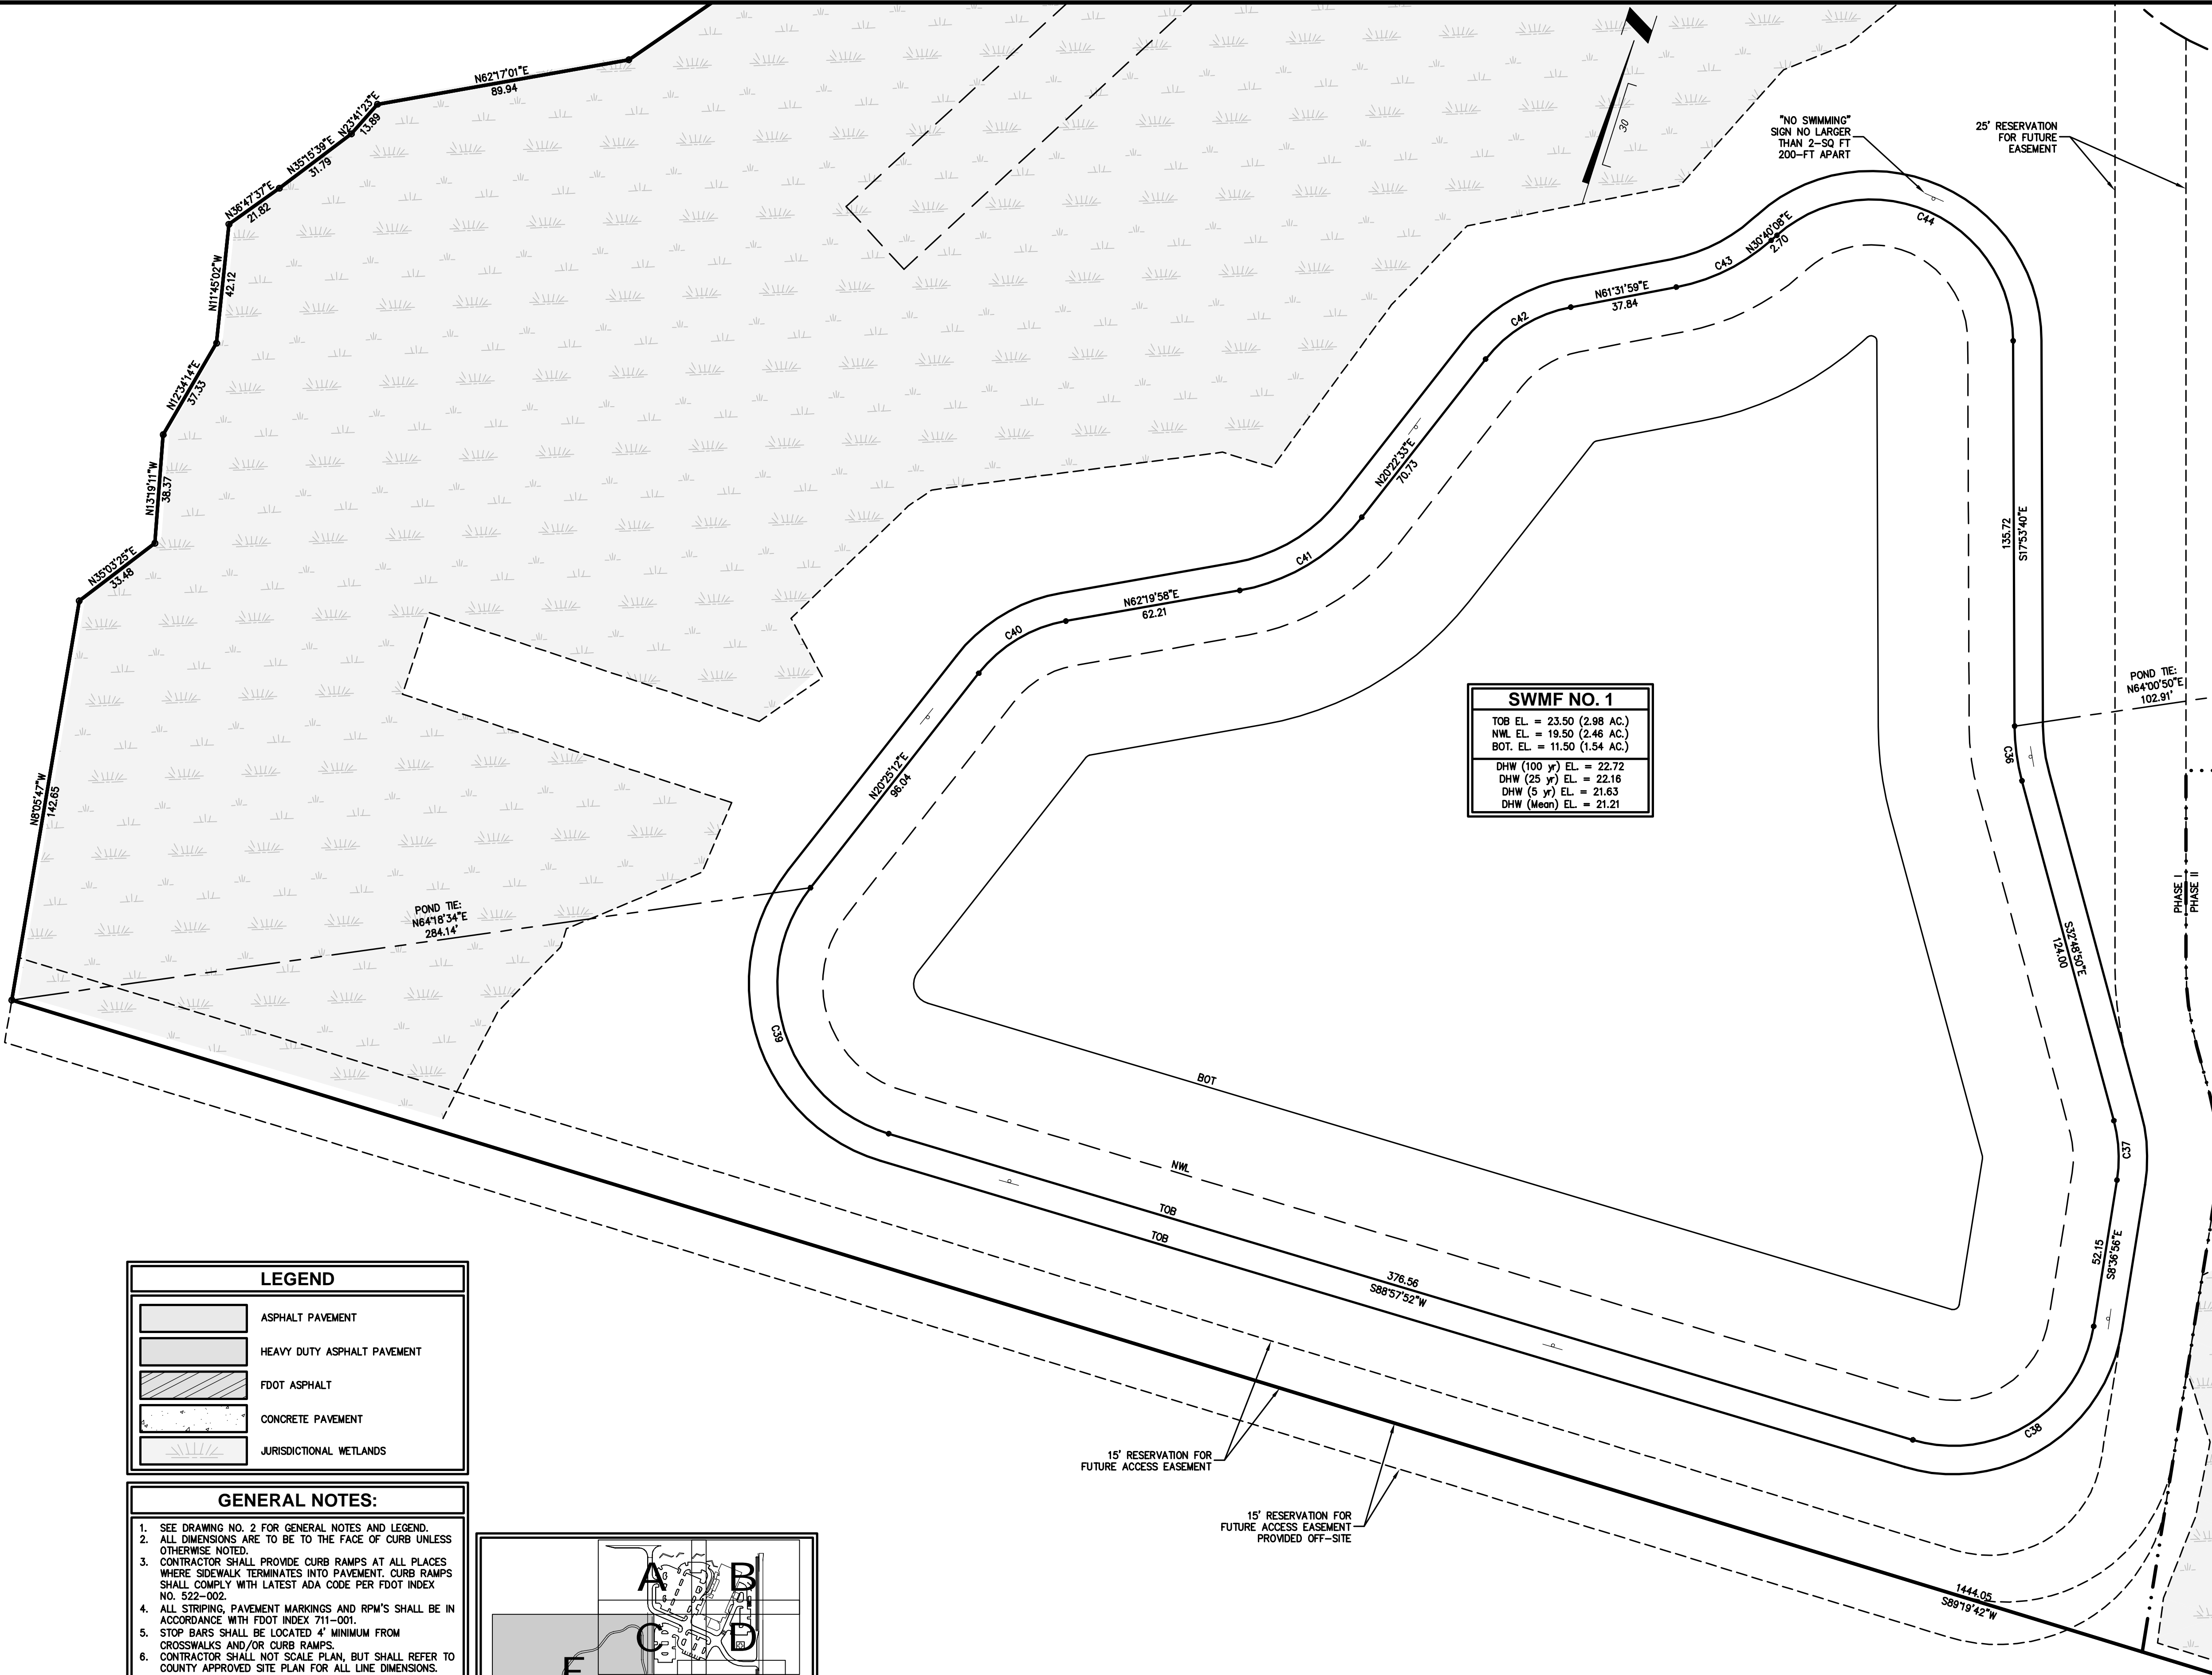 N62°17'01"E
89.94
N23°41'23"E
13.89
N35°15'39"E
31.79
N36°47'37"E
21.82
N11°45'02"W
42.12
N12°34'14"E
37.33
N13°19'11"W
38.37
N35°03'25"E
33.48
N8°05'47"W
142.65
30
"NO SWIMMING"
SIGN NO LARGER
THAN 2-SQ FT
200-FT APART
25' RESERVATION
FOR FUTURE
EASEMENT
C44
N30°40'08"E
2.70
C43
N61°31'59"E
37.84
C42
N20°22'33"E
70.73
C41
N62°19'58"E
62.21
C40
N20°25'12"E
96.04
135.72
S17°53'40"E
POND TIE:
N64°00'50"E
102.91'
C36
SWMF NO. 1
TOB EL. = 23.50 (2.98 AC.)
NWL EL. = 19.50 (2.46 AC.)
BOT. EL. = 11.50 (1.54 AC.)
DHW (100 yr) EL. = 22.72
DHW (25 yr) EL. = 22.16
DHW (5 yr) EL. = 21.63
DHW (Mean) EL. = 21.21
PHASE I
PHASE II
POND TIE:
N64°18'34"E
284.14'
S32°48'50"E
124.00
C39
BOT
C37
NWL
TOB
TOB
52.15
S8°36'56"E
376.56
S88°57'52"W
C38
15' RESERVATION FOR
FUTURE ACCESS EASEMENT
15' RESERVATION FOR
FUTURE ACCESS EASEMENT
PROVIDED OFF-SITE
1444.05
S89°19'42"W
LEGEND
ASPHALT PAVEMENT
HEAVY DUTY ASPHALT PAVEMENT
FDOT ASPHALT
CONCRETE PAVEMENT
JURISDICTIONAL WETLANDS
GENERAL NOTES:
1. SEE DRAWING NO. 2 FOR GENERAL NOTES AND LEGEND.
2. ALL DIMENSIONS ARE TO BE TO THE FACE OF CURB UNLESS
OTHERWISE NOTED.
3. CONTRACTOR SHALL PROVIDE CURB RAMPS AT ALL PLACES
WHERE SIDEWALK TERMINATES INTO PAVEMENT. CURB RAMPS
SHALL COMPLY WITH LATEST ADA CODE PER FDOT INDEX
NO. 522-002.
4. ALL STRIPING, PAVEMENT MARKINGS AND RPM'S SHALL BE IN
ACCORDANCE WITH FDOT INDEX 711-001.
5. STOP BARS SHALL BE LOCATED 4' MINIMUM FROM
CROSSWALKS AND/OR CURB RAMPS.
6. CONTRACTOR SHALL NOT SCALE PLAN, BUT SHALL REFER TO
COUNTY APPROVED SITE PLAN FOR ALL LINE DIMENSIONS.
A B
C D